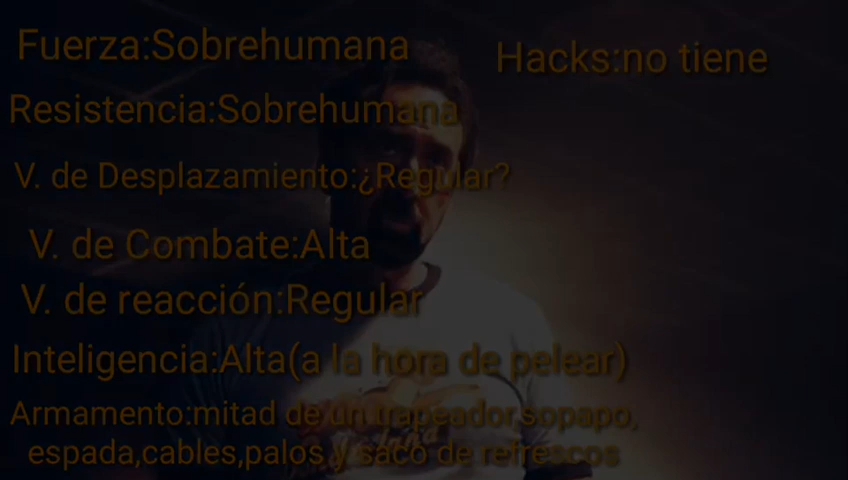 Fuerza:Sobrehumana
Hacks:no tiene
Resistencia:Sobrehumana
V. de Desplazamiento:¿Regular?
V. de Combate:Alta
V. de reacción:Regular
Inteligencia:Alta(a la hora de pelear)
Armamento:mitad de un trapeador,sopapo,
espada,cables,palos y saco de refrescos